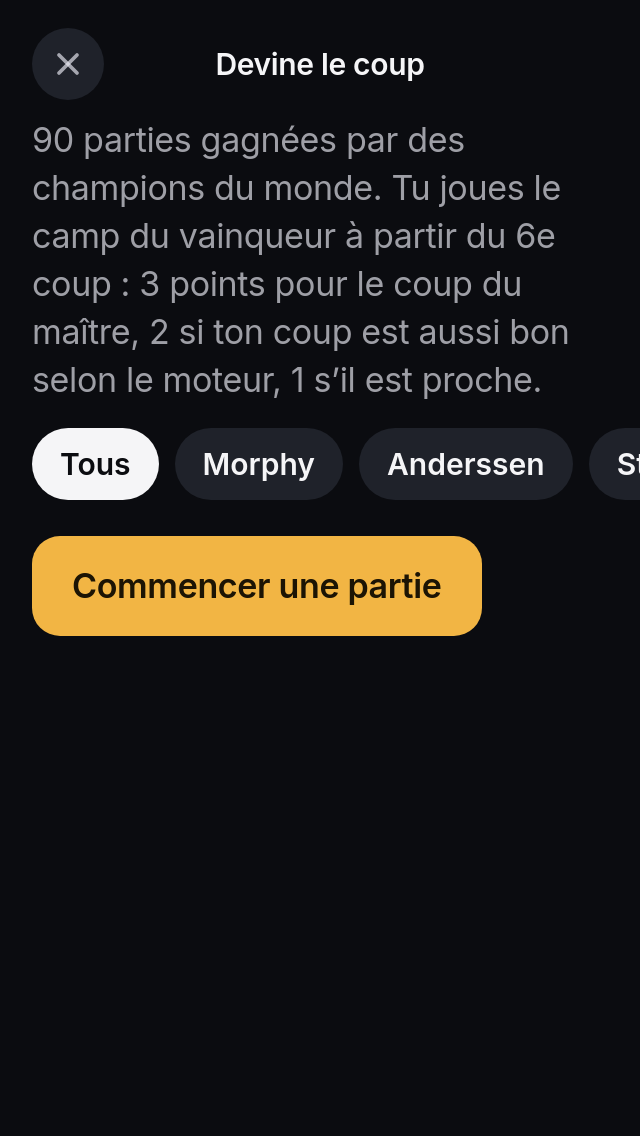 Devine le coup
90 parties gagnées par des
champions du monde. Tu joues le
camp du vainqueur à partir du 6e
coup : 3 points pour le coup du
maître, 2 si ton coup est aussi bon
selon le moteur, 1 s’il est proche.
Tous Morphy Anderssen
Commencer une partie